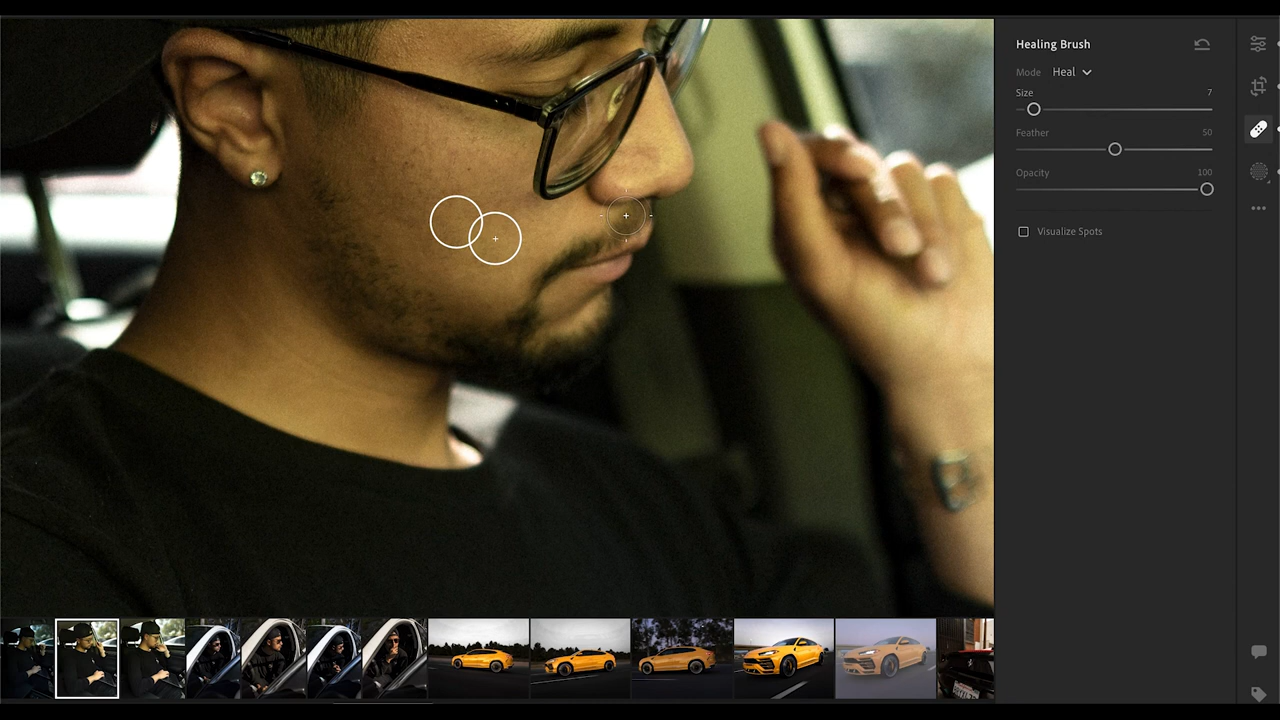 Healing Brush
Mode Heal
Size 7
Feather 50
Opacity 100
Visualize Spots